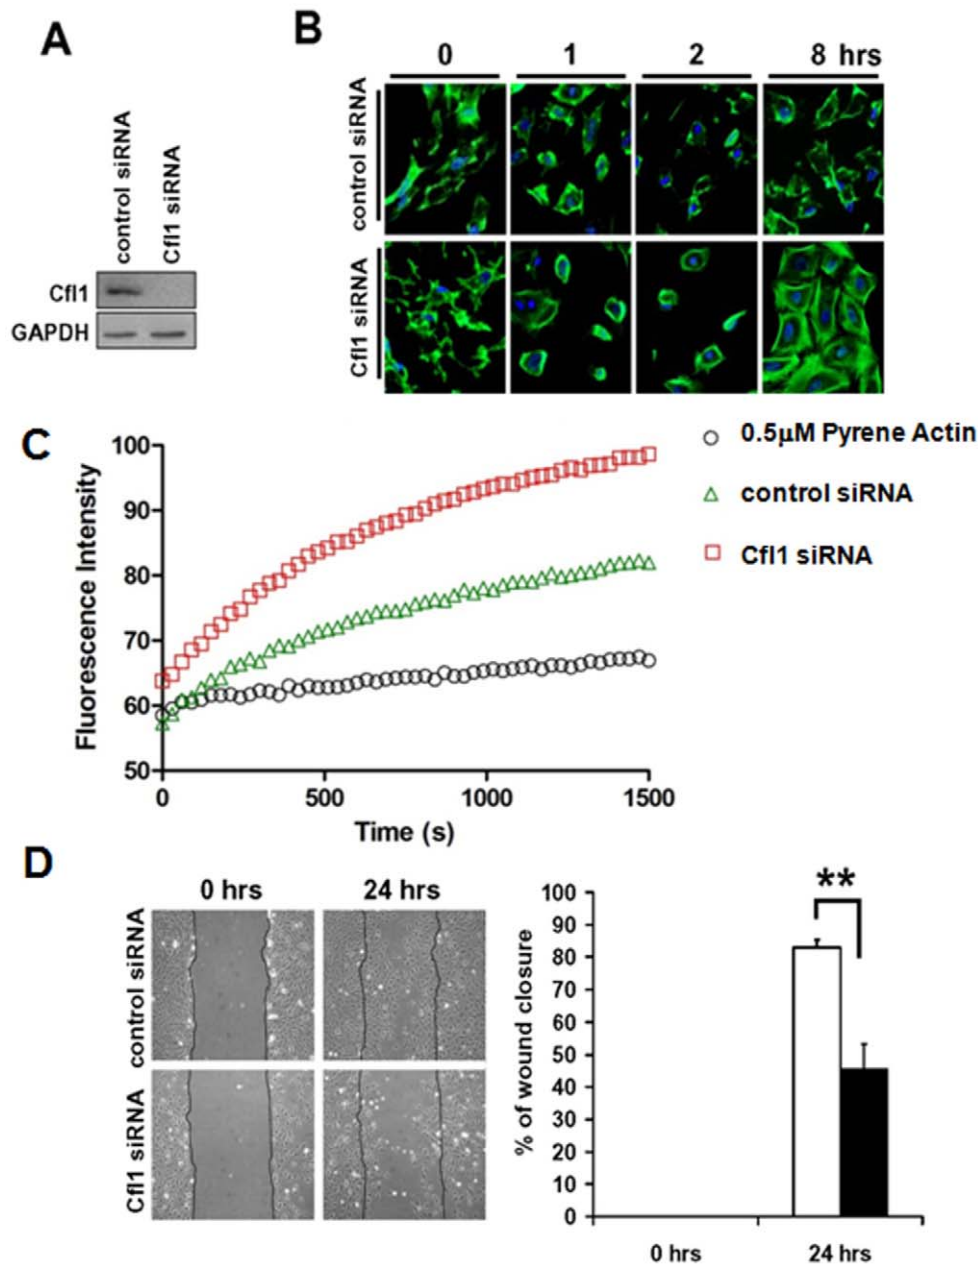 A
control siRNA
Cfl1 siRNA
Cfl1
GAPDH
B
0 1 2 8 hrs
control siRNA
Cfl1 siRNA
C
Fluorescence Intensity
100
90
80
70
60
50
0 500 1000 1500
Time (s)
0.5μM Pyrene Actin
control siRNA
Cfl1 siRNA
D
0 hrs 24 hrs
control siRNA
Cfl1 siRNA
% of wound closure
100
90
80
70
60
50
40
30
20
10
0
**
0 hrs 24 hrs